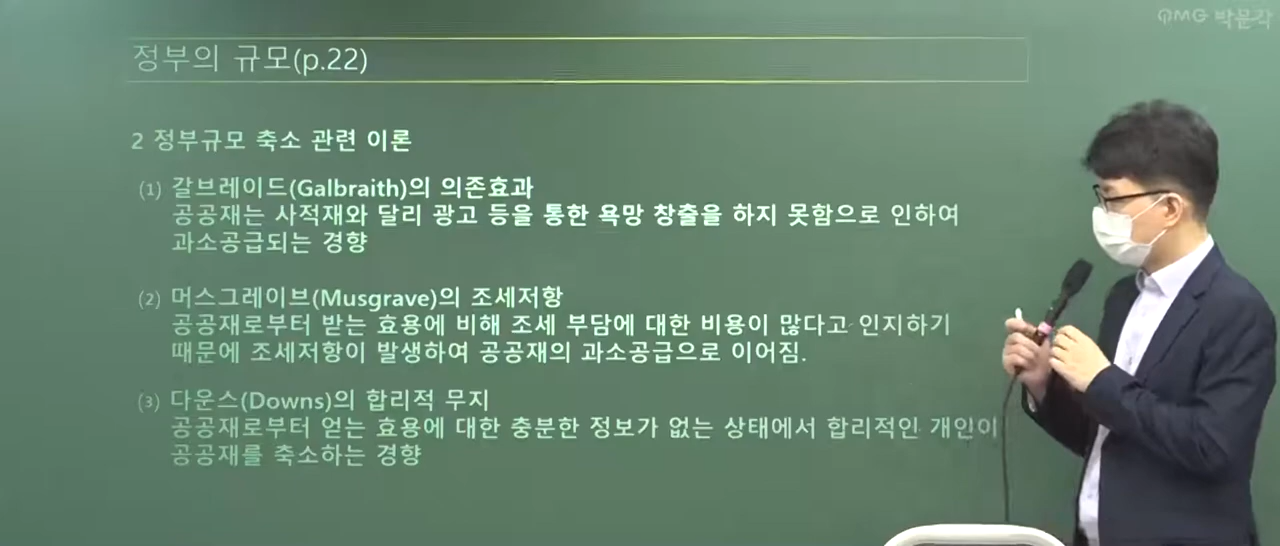 PMG 박문각
정부의 규모(p.22)
2 정부규모 축소 관련 이론
(1) 갈브레이드(Galbraith)의 의존효과
공공재는 사적재와 달리 광고 등을 통한 욕망 창출을 하지 못함으로 인하여
과소공급되는 경향
(2) 머스그레이브(Musgrave)의 조세저항
공공재로부터 받는 효용에 비해 조세 부담에 대한 비용이 많다고 인지하기
때문에 조세저항이 발생하여 공공재의 과소공급으로 이어짐.
(3) 다운스(Downs)의 합리적 무지
공공재로부터 얻는 효용에 대한 충분한 정보가 없는 상태에서 합리적인 개인이
공공재를 축소하는 경향